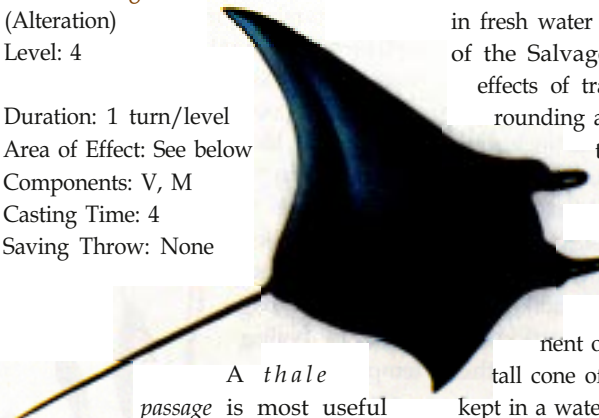 (Alteration)
Level: 4
Duration: 1 turn/level
Area of Effect: See below
Components: V, M
Casting Time: 4
Saving Throw: None
A thale
passage is most useful
in fresh water
of the Salvag
effects of tra
rounding a
t
nent o
tall cone of
kept in a wate